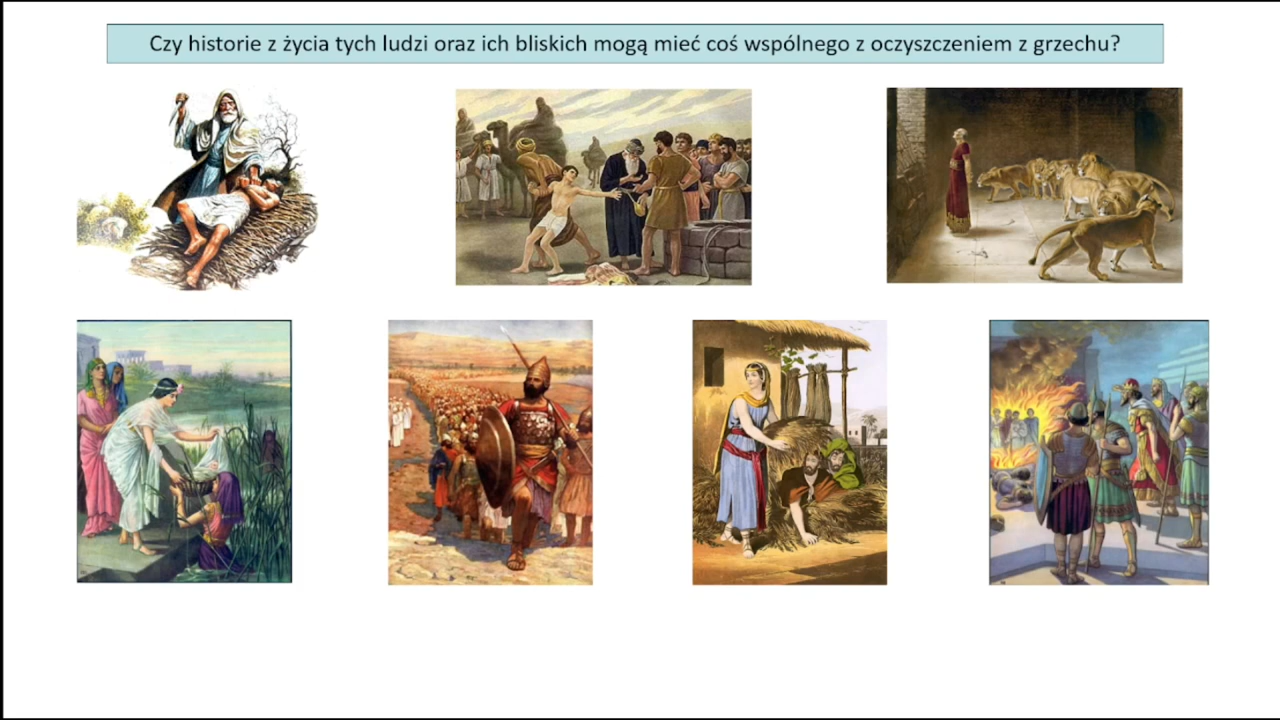 Czy historie z życia tych ludzi oraz ich bliskich mogą mieć coś wspólnego z oczyszczeniem z grzechu?